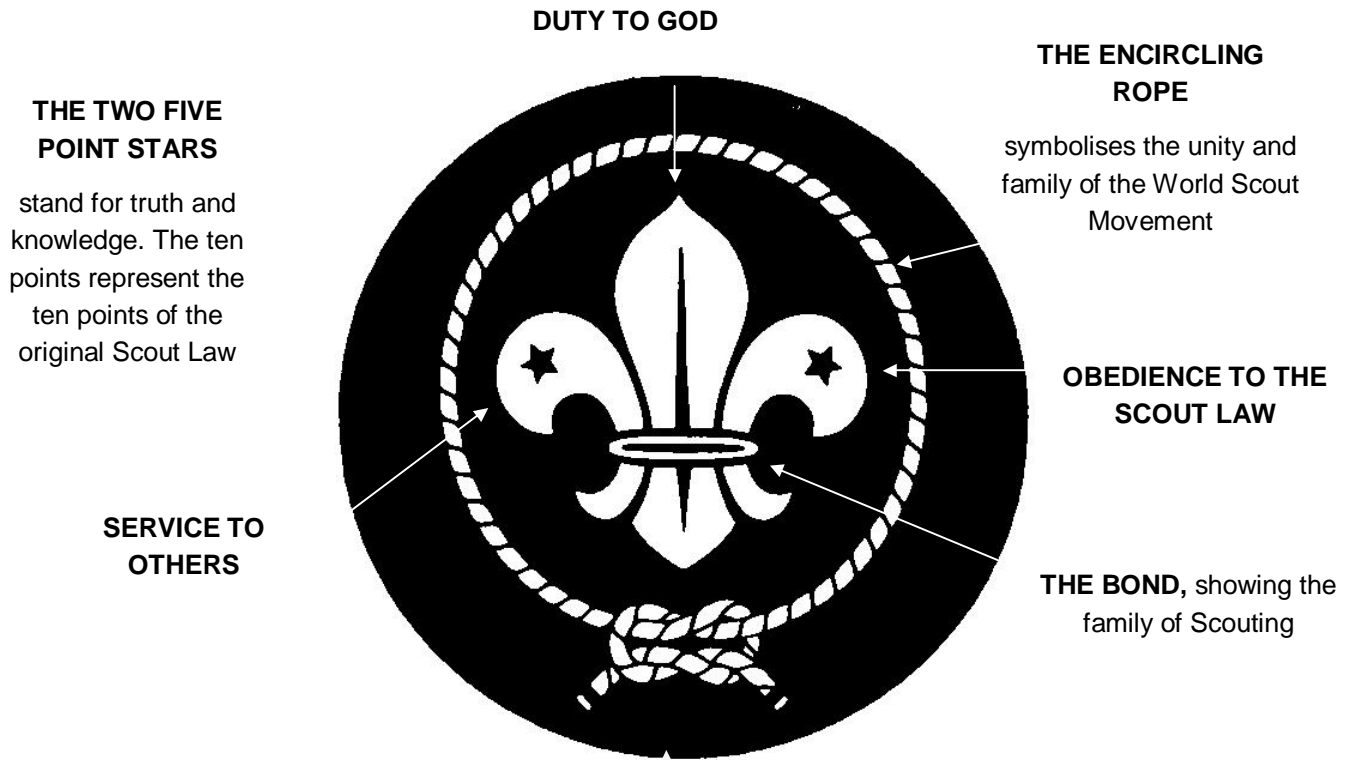 DUTY TO GOD
THE TWO FIVE
POINT STARS
stand for truth and
knowledge. The ten
points represent the
ten points of the
original Scout Law
THE ENCIRCLING
ROPE
symbolises the unity and
family of the World Scout
Movement
OBEDIENCE TO THE
SCOUT LAW
SERVICE TO
OTHERS
THE BOND, showing the
family of Scouting